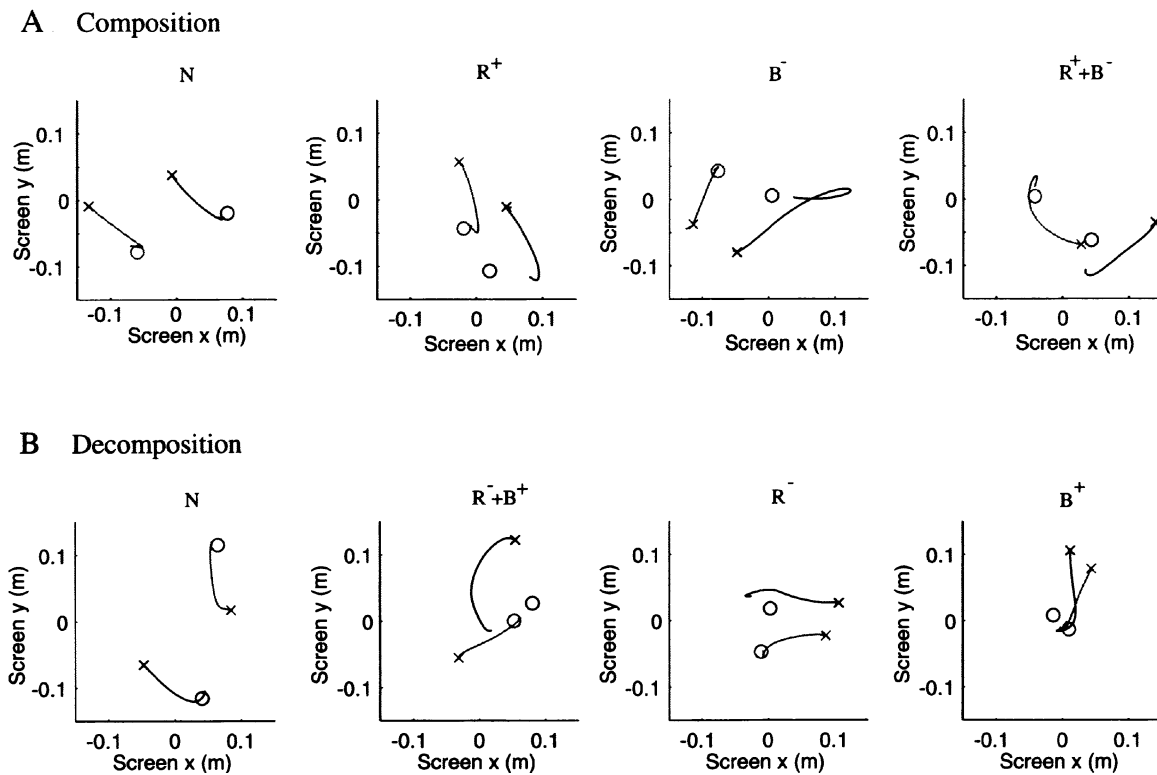 A Composition
N
R+
B-
R++B-
Screen y (m)
0.1
0
-0.1
-0.1 0 0.1
Screen x (m)
Screen y (m)
0.1
0
-0.1
-0.1 0 0.1
Screen x (m)
Screen y (m)
0.1
0
-0.1
-0.1 0 0.1
Screen x (m)
Screen y (m)
0.1
0
-0.1
-0.1 0 0.1
Screen x (m)
B Decomposition
N
R-+B+
R-
B+
Screen y (m)
0.1
0
-0.1
-0.1 0 0.1
Screen x (m)
Screen y (m)
0.1
0
-0.1
-0.1 0 0.1
Screen x (m)
Screen y (m)
0.1
0
-0.1
-0.1 0 0.1
Screen x (m)
Screen y (m)
0.1
0
-0.1
-0.1 0 0.1
Screen x (m)